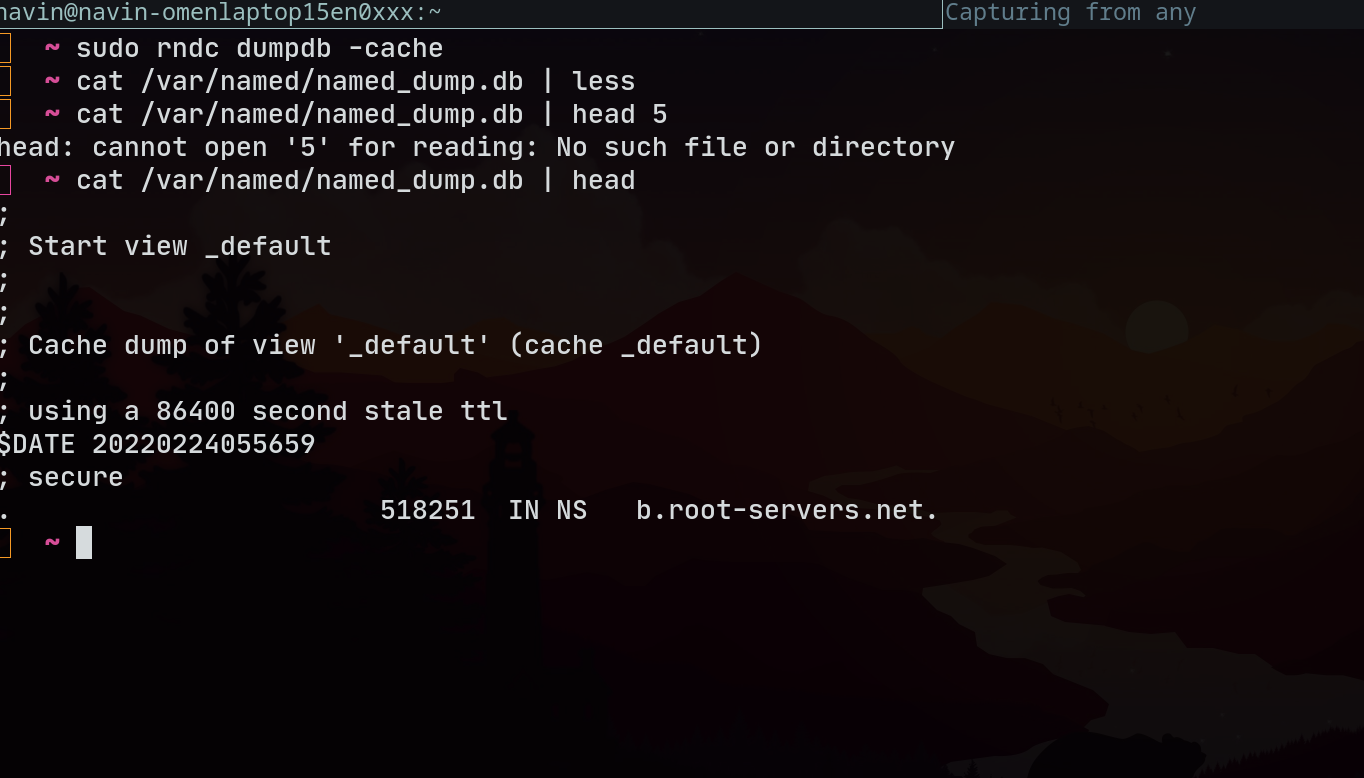 navin@navin-omenlaptop15en0xxx:~ Capturing from any
~ sudo rndc dumpdb -cache
~ cat /var/named/named_dump.db | less
~ cat /var/named/named_dump.db | head 5
head: cannot open '5' for reading: No such file or directory
~ cat /var/named/named_dump.db | head
;
; Start view _default
;
;
; Cache dump of view '_default' (cache _default)
;
; using a 86400 second stale ttl
$DATE 20220224055659
; secure
. 518251 IN NS b.root-servers.net.
~